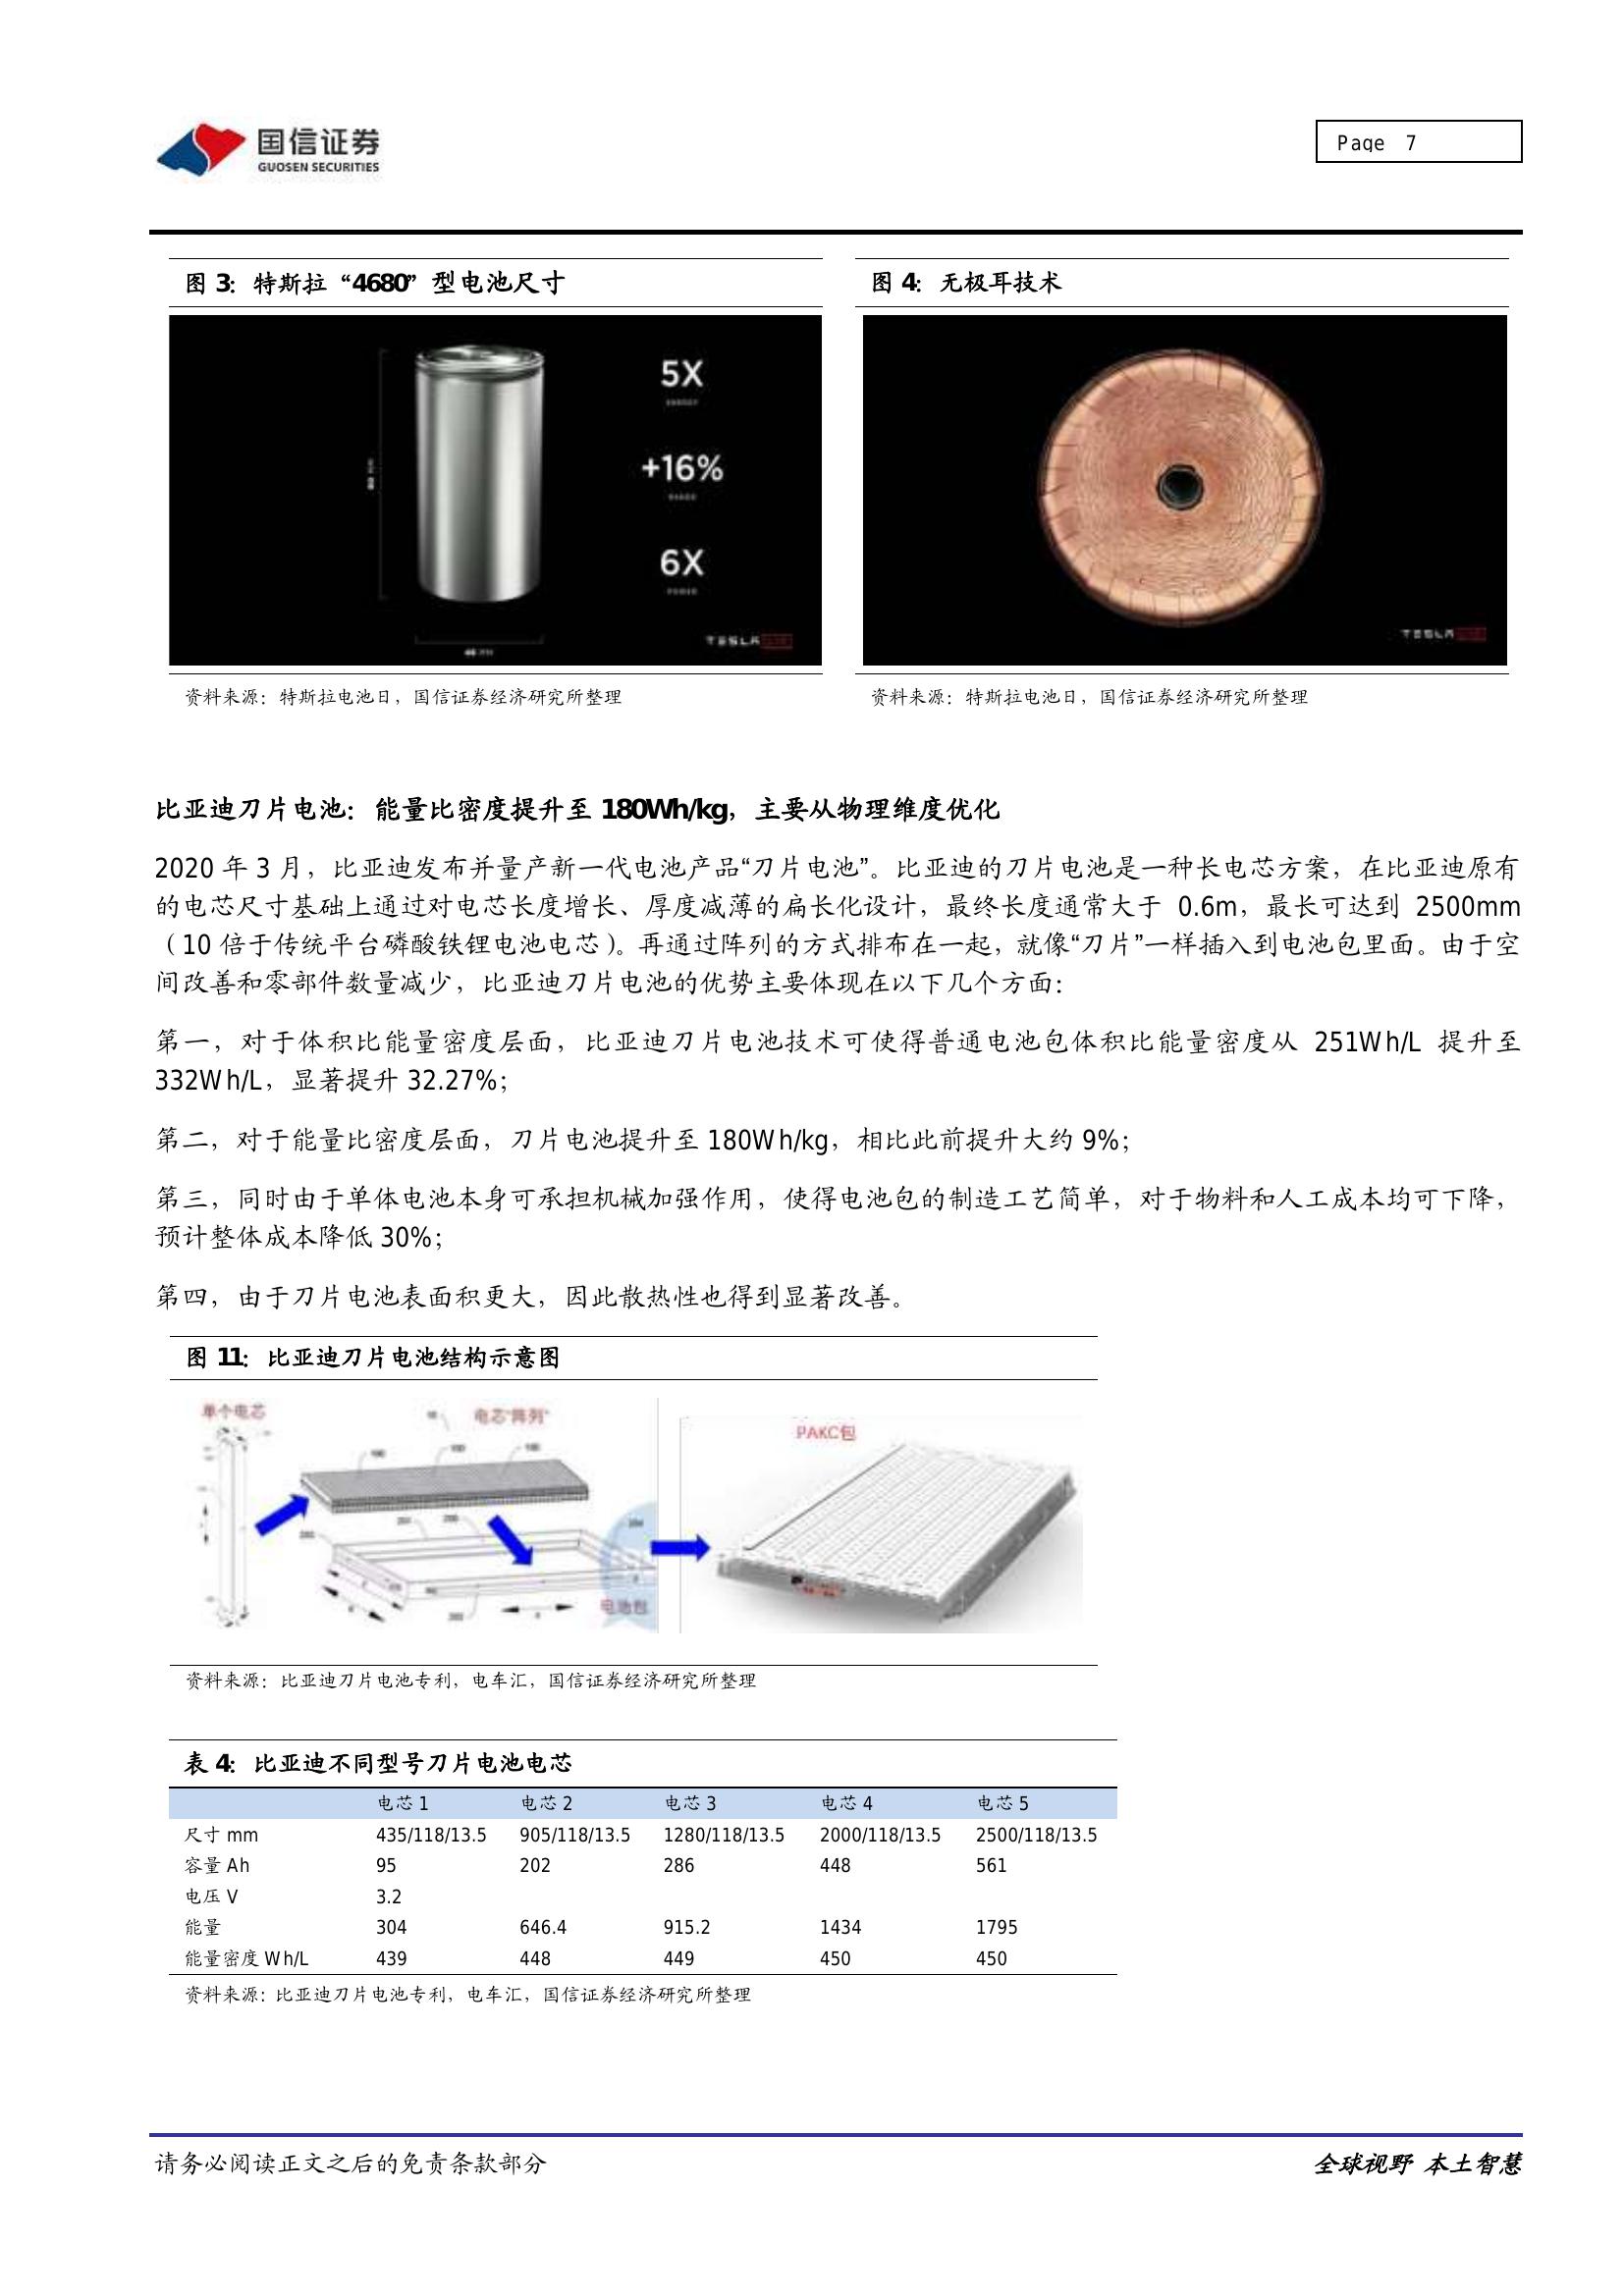 国信证券
GUOSEN SECURITIES
Page 7
图 3：特斯拉“4680”型电池尺寸
5X
ENERGY
+16%
RANGE
6X
POWER
TESLA
图 4：无极耳技术
TESLA
资料来源：特斯拉电池日，国信证券经济研究所整理
资料来源：特斯拉电池日，国信证券经济研究所整理
比亚迪刀片电池：能量比密度提升至 180Wh/kg，主要从物理维度优化
2020 年 3 月，比亚迪发布并量产新一代电池产品“刀片电池”。比亚迪的刀片电池是一种长电芯方案，在比亚迪原有
的电芯尺寸基础上通过对电芯长度增长、厚度减薄的扁长化设计，最终长度通常大于 0.6m，最长可达到 2500mm
（10 倍于传统平台磷酸铁锂电池电芯）。再通过阵列的方式排布在一起，就像“刀片”一样插入到电池包里面。由于空
间改善和零部件数量减少，比亚迪刀片电池的优势主要体现在以下几个方面：
第一，对于体积比能量密度层面，比亚迪刀片电池技术可使得普通电池包体积比能量密度从 251Wh/L 提升至
332Wh/L，显著提升 32.27%；
第二，对于能量比密度层面，刀片电池提升至 180Wh/kg，相比此前提升大约 9%；
第三，同时由于单体电池本身可承担机械加强作用，使得电池包的制造工艺简单，对于物料和人工成本均可下降，
预计整体成本降低 30%；
第四，由于刀片电池表面积更大，因此散热性也得到显著改善。
图 11：比亚迪刀片电池结构示意图
单个电芯
电芯“阵列”
PAKC包
电池包
资料来源：比亚迪刀片电池专利，电车汇，国信证券经济研究所整理
表 4：比亚迪不同型号刀片电池电芯
电芯 1 电芯 2 电芯 3 电芯 4 电芯 5
尺寸 mm 435/118/13.5 905/118/13.5 1280/118/13.5 2000/118/13.5 2500/118/13.5
容量 Ah 95 202 286 448 561
电压 V 3.2
能量 304 646.4 915.2 1434 1795
能量密度 Wh/L 439 448 449 450 450
资料来源：比亚迪刀片电池专利，电车汇，国信证券经济研究所整理
请务必阅读正文之后的免责条款部分
全球视野 本土智慧